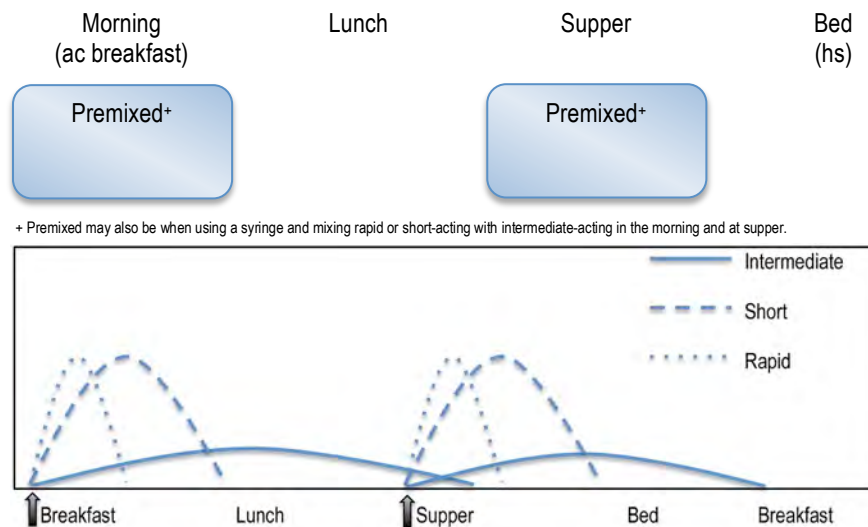 Morning Lunch Supper Bed
(ac breakfast) (hs)
Premixed+ Premixed+
+ Premixed may also be when using a syringe and mixing rapid or short-acting with intermediate-acting in the morning and at supper.
Intermediate
Short
Rapid
Breakfast Lunch Supper Bed Breakfast